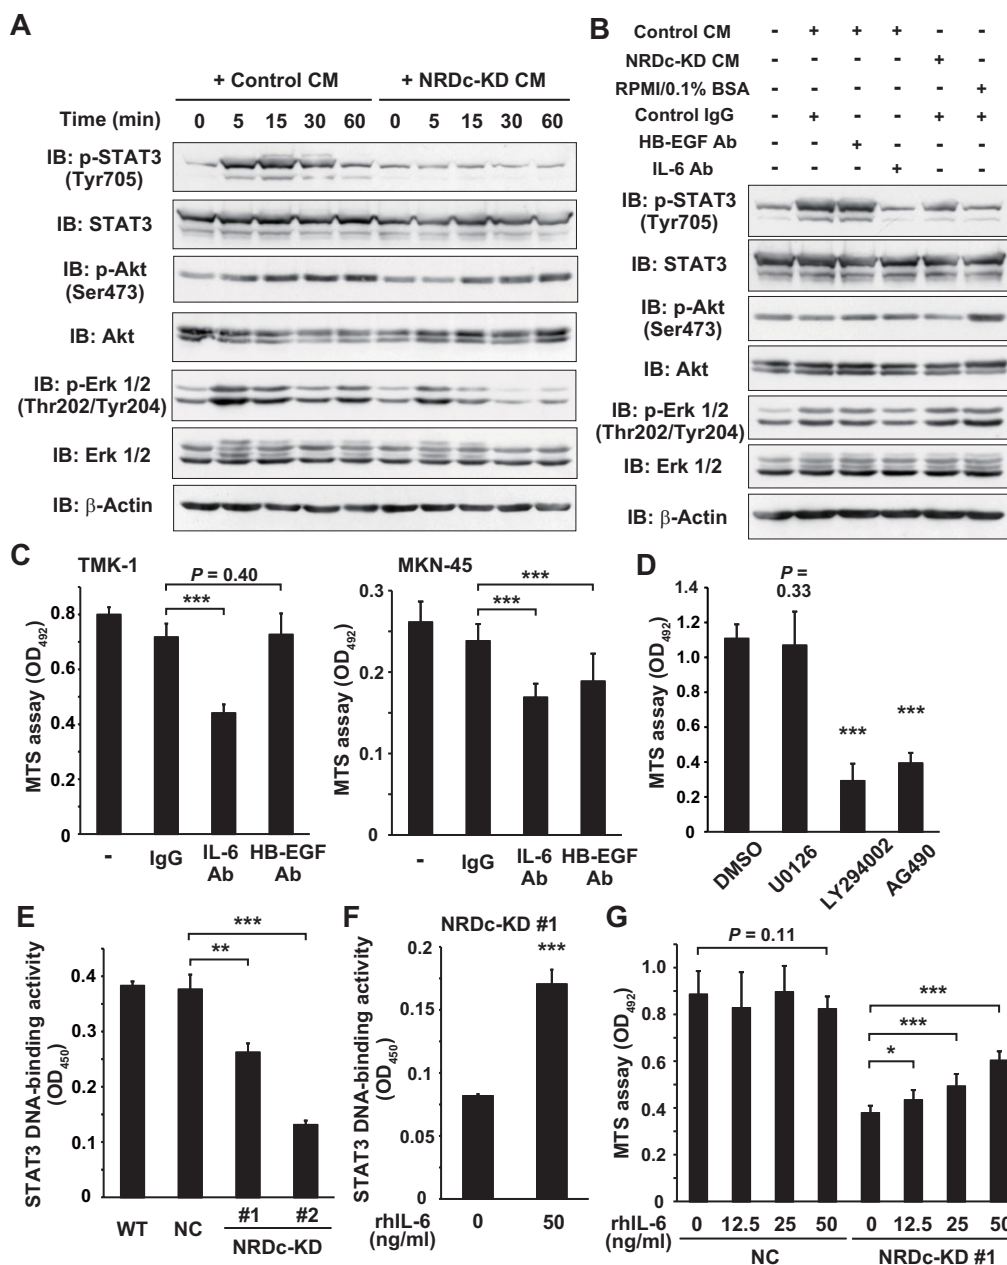 A
+ Control CM + NRDc-KD CM
Time (min) 0 5 15 30 60 0 5 15 30 60
IB: p-STAT3
(Tyr705)
IB: STAT3
IB: p-Akt
(Ser473)
IB: Akt
IB: p-Erk 1/2
(Thr202/Tyr204)
IB: Erk 1/2
IB: β-Actin
B
Control CM - + + + - -
NRDc-KD CM - - - - + -
RPMI/0.1% BSA - - - - - +
Control IgG - + - - + +
HB-EGF Ab - - + - - -
IL-6 Ab - - - + - -
IB: p-STAT3
(Tyr705)
IB: STAT3
IB: p-Akt
(Ser473)
IB: Akt
IB: p-Erk 1/2
(Thr202/Tyr204)
IB: Erk 1/2
IB: β-Actin
C
TMK-1
P = 0.40
***
MTS assay (OD492)
0.8
0.6
0.4
0.2
0
- IgG IL-6 HB-EGF
Ab Ab
MKN-45
***
***
MTS assay (OD492)
0.3
0.2
0.1
0
- IgG IL-6 HB-EGF
Ab Ab
D
P =
0.33
*** ***
MTS assay (OD492)
1.4
1.2
1.0
0.8
0.6
0.4
0.2
0
DMSO
U0126
LY294002
AG490
E
***
**
STAT3 DNA-binding activity
(OD450)
0.4
0.3
0.2
0.1
0
WT NC #1 #2
NRDc-KD
F
NRDc-KD #1
***
STAT3 DNA-binding activity
(OD450)
0.2
0.15
0.1
0.05
0
rhIL-6 0 50
(ng/ml)
G
P = 0.11
***
***
*
MTS assay (OD492)
1.0
0.8
0.6
0.4
0.2
0
rhIL-6 0 12.5 25 50 0 12.5 25 50
(ng/ml)
NC NRDc-KD #1